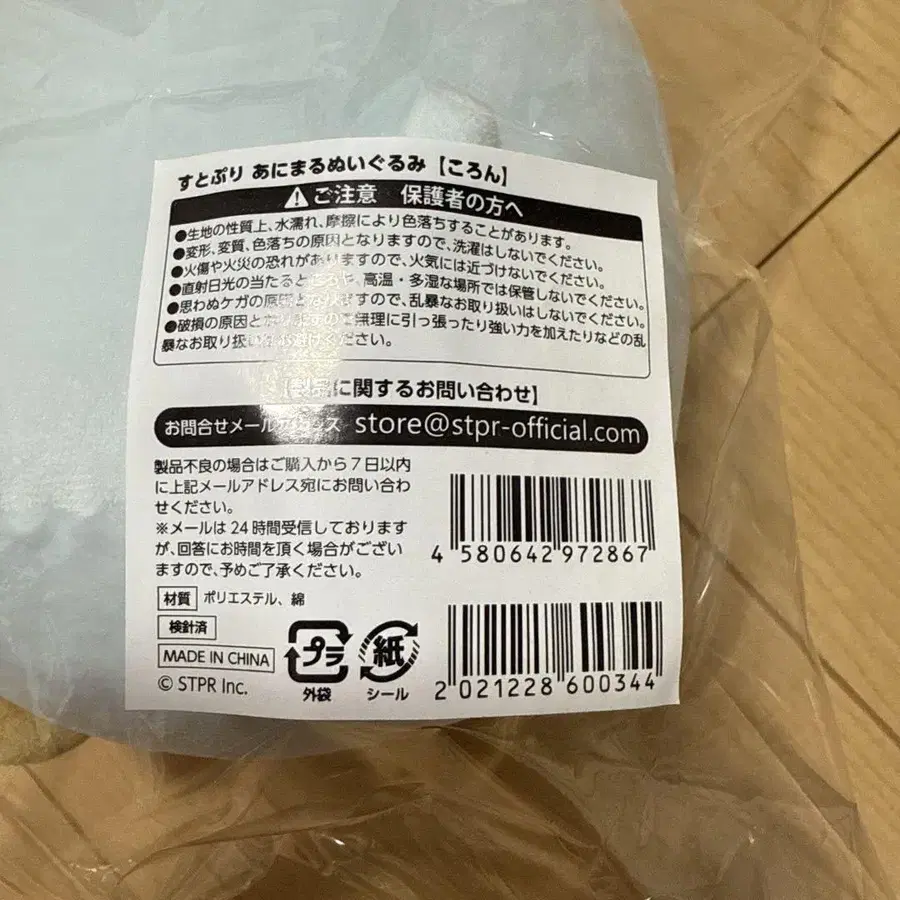 すとぷり あにまるぬいぐるみ【ころん】
ご注意 保護者の方へ
●生地の性質上、水濡れ、摩擦により色落ちすることがあります。
●変形、変質、色落ちの原因となりますので、洗濯はしないでください。
●火傷や火災の恐れがありますので、火気には近づけないでください。
●直射日光の当たるところや、高温・多湿な場所では保管しないでください。
●思わぬケガの原因となりますので、乱暴なお取り扱いはしないでください。
●破損の原因となりますので無理に引っ張ったり強い力を加えたりなどの乱
暴なお取り扱いはお避けください。
【製品に関するお問い合わせ】
お問合せメールアドレス store@stpr-official.com
製品不良の場合はご購入から7日以内
に上記メールアドレス宛にお問い合わ
せください。
※メールは24時間受信しております
が、回答にお時間を頂く場合がござい
ますので、予めご了承ください。
4 580642 972867
材質 ポリエステル、綿
検針済
MADE IN CHINA
© STPR Inc.
プラ
外袋
紙
シール
2 021228 600344